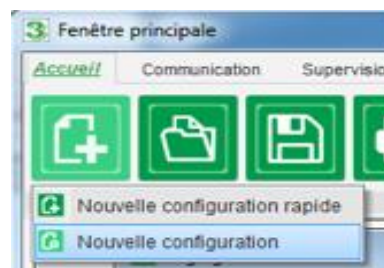 Fenêtre principale
Accueil Communication
Nouvelle configuration rapide
Nouvelle configuration